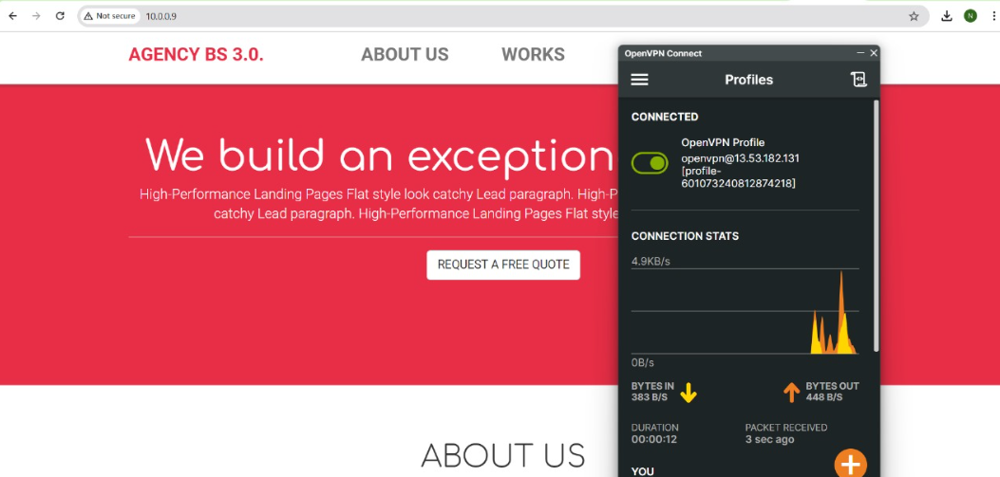 Not secure 10.0.0.9
N
AGENCY BS 3.0. ABOUT US WORKS
We build an exception
High-Performance Landing Pages Flat style look catchy Lead paragraph. High-P
catchy Lead paragraph. High-Performance Landing Pages Flat style
REQUEST A FREE QUOTE
ABOUT US
OpenVPN Connect
Profiles
CONNECTED
OpenVPN Profile
openvpn@13.53.182.131
[profile-
601073240812874218]
CONNECTION STATS
4.9KB/s
0B/s
BYTES IN
383 B/S
BYTES OUT
448 B/S
DURATION
00:00:12
PACKET RECEIVED
3 sec ago
YOU